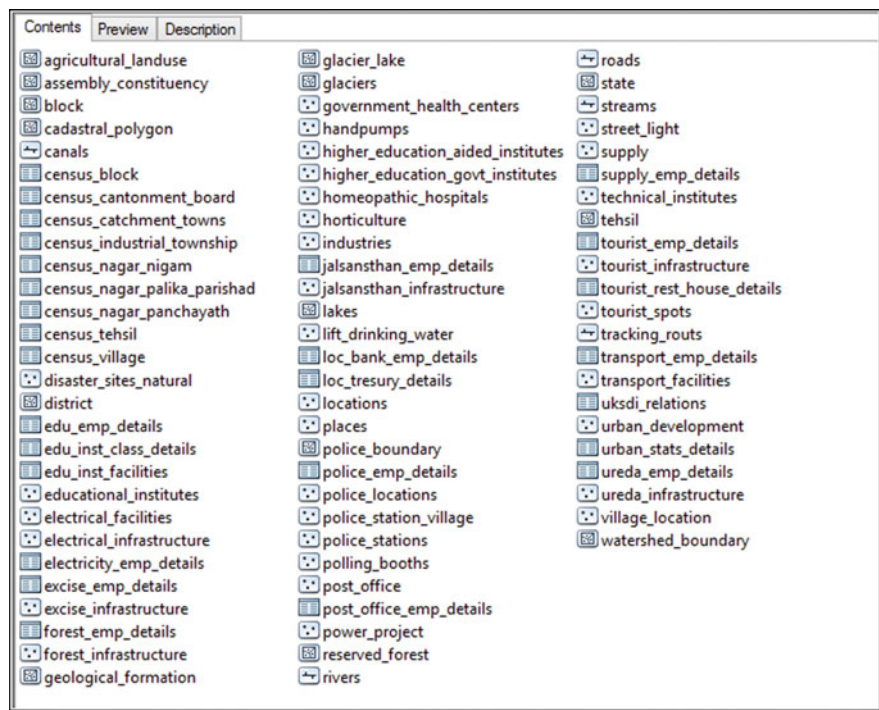 Contents Preview Description
agricultural_landuse
assembly_constituency
block
cadastral_polygon
canals
census_block
census_cantonment_board
census_catchment_towns
census_industrial_township
census_nagar_nigam
census_nagar_palika_parishad
census_nagar_panchayath
census_tehsil
census_village
disaster_sites_natural
district
edu_emp_details
edu_inst_class_details
edu_inst_facilities
educational_institutes
electrical_facilities
electrical_infrastructure
electricity_emp_details
excise_emp_details
excise_infrastructure
forest_emp_details
forest_infrastructure
geological_formation
glacier_lake
glaciers
government_health_centers
handpumps
higher_education_aided_institutes
higher_education_govt_institutes
homeopathic_hospitals
horticulture
industries
jalsansthan_emp_details
jalsansthan_infrastructure
lakes
lift_drinking_water
loc_bank_emp_details
loc_tresury_details
locations
places
police_boundary
police_emp_details
police_locations
police_station_village
police_stations
polling_booths
post_office
post_office_emp_details
power_project
reserved_forest
rivers
roads
state
streams
street_light
supply
supply_emp_details
technical_institutes
tehsil
tourist_emp_details
tourist_infrastructure
tourist_rest_house_details
tourist_spots
tracking_routs
transport_emp_details
transport_facilities
uksdi_relations
urban_development
urban_stats_details
ureda_emp_details
ureda_infrastructure
village_location
watershed_boundary